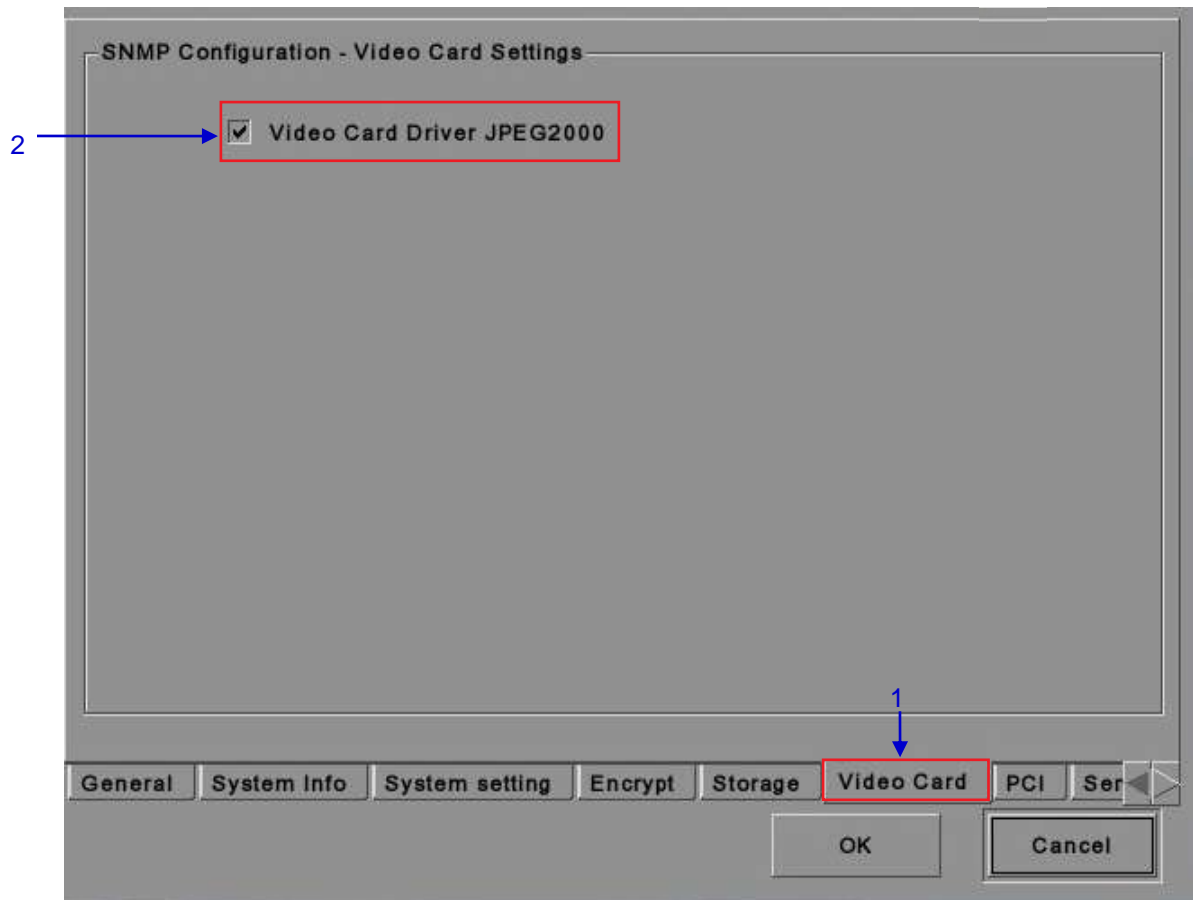 SNMP Configuration - Video Card Settings
2
Video Card Driver JPEG2000
1
General System Info System setting Encrypt Storage Video Card PCI Ser
OK Cancel